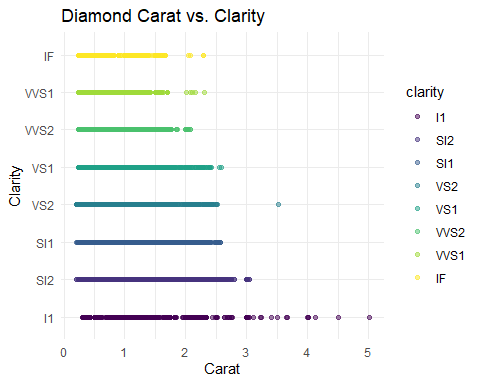 Diamond Carat vs. Clarity
Clarity
IF
VVS1
VVS2
VS1
VS2
SI1
SI2
I1
0 1 2 3 4 5
Carat
clarity
I1
SI2
SI1
VS2
VS1
VVS2
VVS1
IF